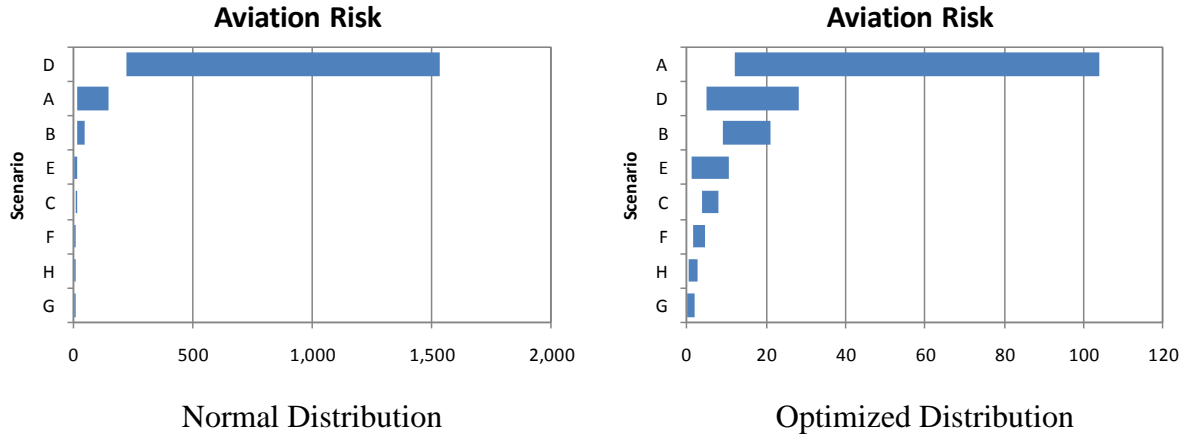 Aviation Risk
Scenario
D
A
B
E
C
F
H
G
0 500 1,000 1,500 2,000
Normal Distribution
Aviation Risk
Scenario
A
D
B
E
C
F
H
G
0 20 40 60 80 100 120
Optimized Distribution